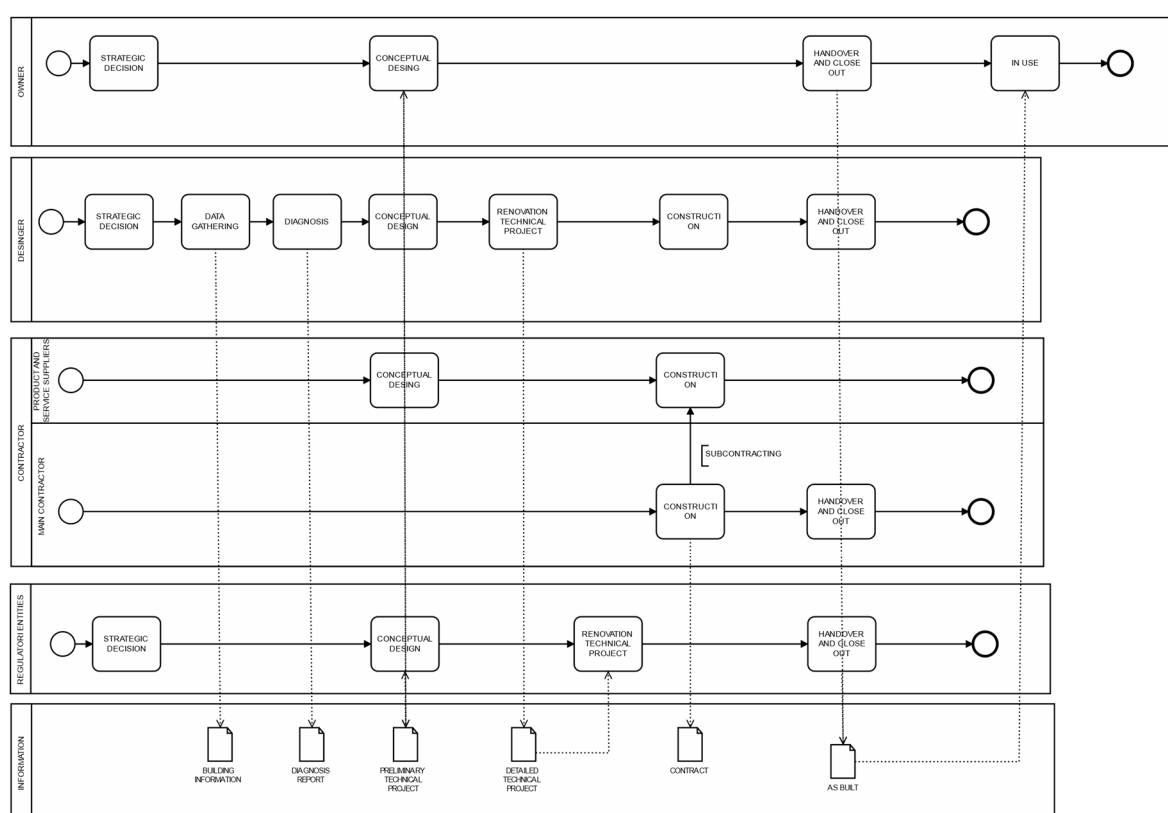 OWNER
STRATEGIC
DECISION
CONCEPTUAL
DESING
HANDOVER
AND CLOSE
OUT
IN USE
DESINGER
STRATEGIC
DECISION
DATA
GATHERING
DIAGNOSIS
CONCEPTUAL
DESIGN
RENOVATION
TECHNICAL
PROJECT
CONSTRUCTI
ON
HANDOVER
AND CLOSE
OUT
CONTRACTOR
PRODUCT AND
SERVICE SUPPLIERS
CONCEPTUAL
DESING
CONSTRUCTI
ON
SUBCONTRACTING
MAIN CONTRACTOR
CONSTRUCTI
ON
HANDOVER
AND CLOSE
OUT
REGULATORI ENTITIES
STRATEGIC
DECISION
CONCEPTUAL
DESIGN
RENOVATION
TECHNICAL
PROJECT
HANDOVER
AND CLOSE
OUT
INFORMATION
BUILDING
INFORMATION
DIAGNOSIS
REPORT
PRELIMINARY
TECHNICAL
PROJECT
DETAILED
TECHNICAL
PROJECT
CONTRACT
AS BUILT